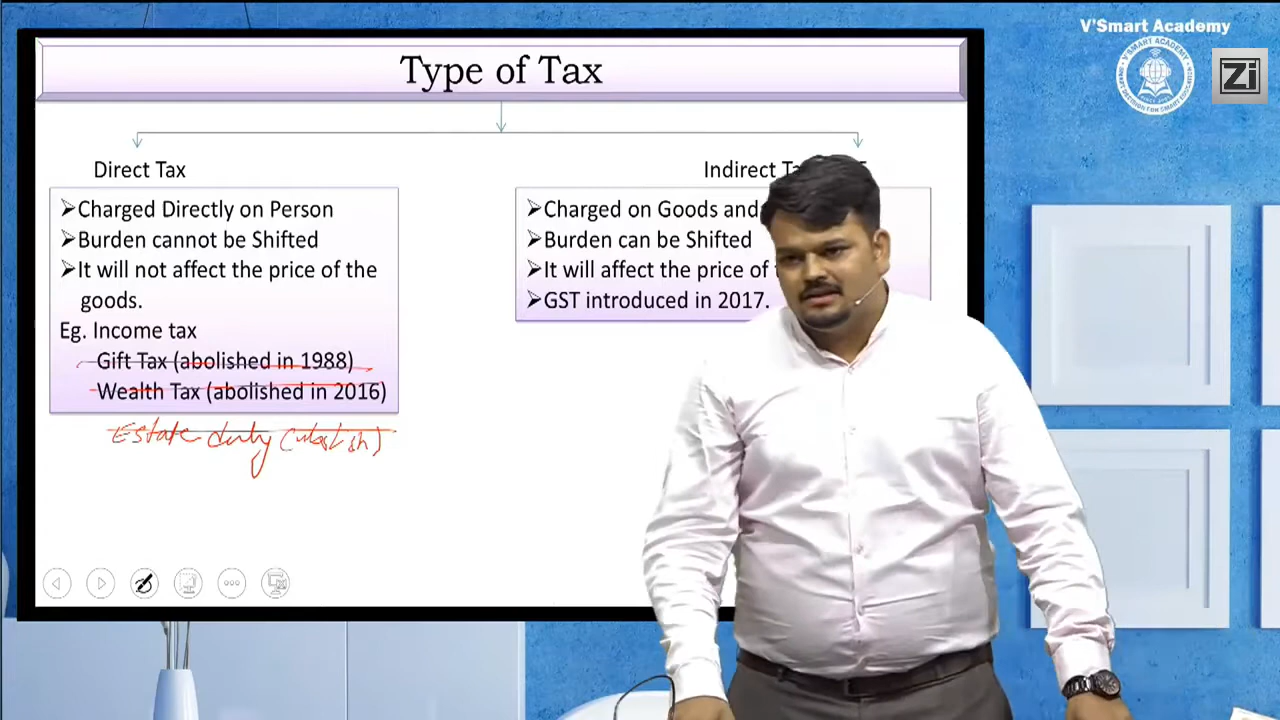 V'Smart Academy
Zi
Type of Tax
Direct Tax
➢Charged Directly on Person
➢Burden cannot be Shifted
➢It will not affect the price of the
goods.
Eg. Income tax
Gift Tax (abolished in 1988)
Wealth Tax (abolished in 2016)
Estate duty
Indirect
➢Charged on Goods and
➢Burden can be Shifted
➢It will affect the price of
➢GST introduced in 2017.